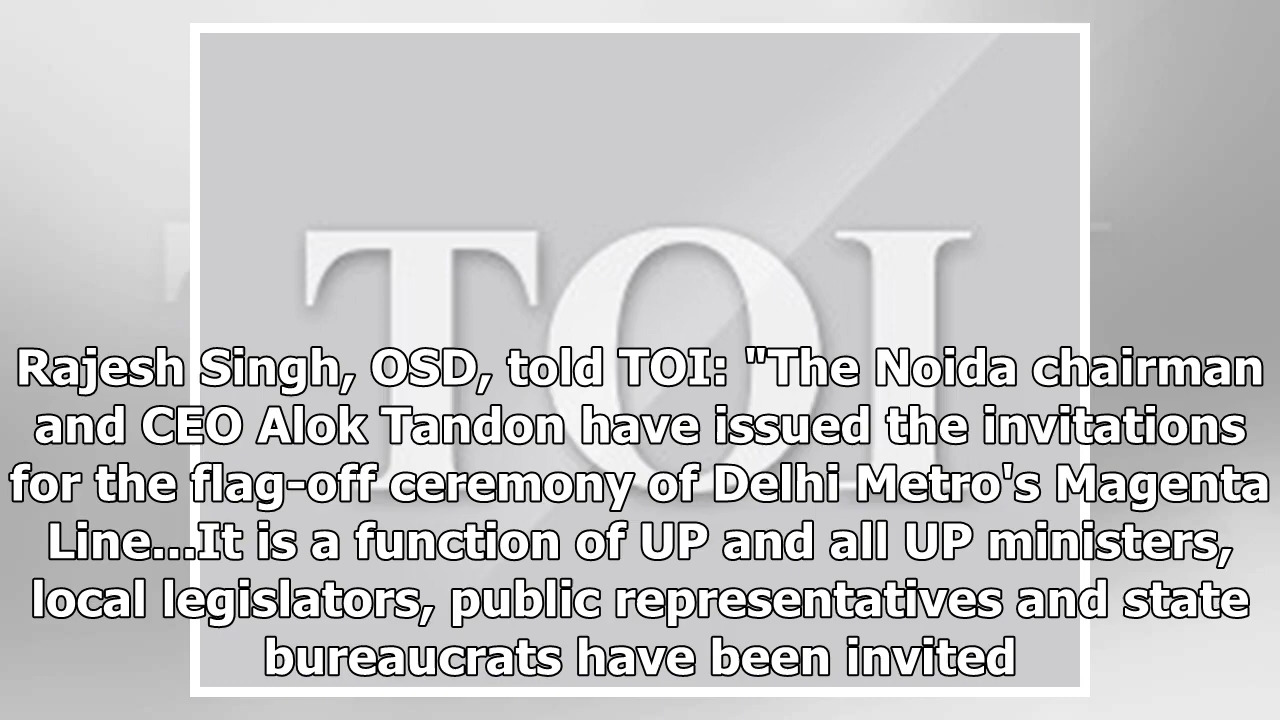 TOI
Rajesh Singh, OSD, told TOI: "The Noida chairman
and CEO Alok Tandon have issued the invitations
for the flag-off ceremony of Delhi Metro's Magenta
Line...It is a function of UP and all UP ministers,
local legislators, public representatives and state
bureaucrats have been invited